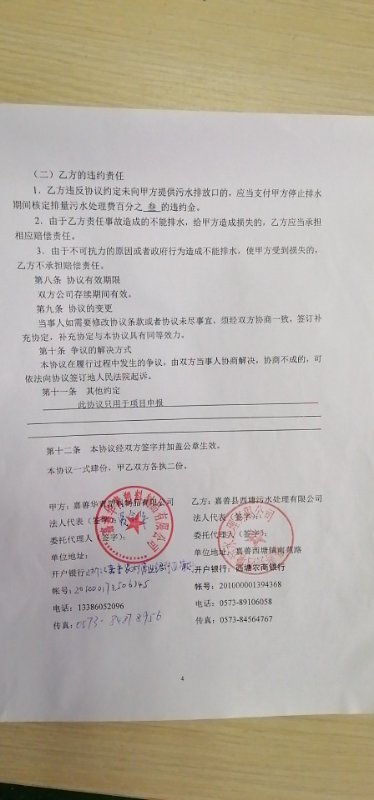 （二）乙方的违约责任
1．乙方违反协议约定未向甲方提供污水排放口的，应当支付甲方停止排水
期间核定排量污水处理费百分之 叁 的违约金。
2．由于乙方责任事故造成的不能排水，给甲方造成损失的，乙方应当承担
相应赔偿责任。
3．由于不可抗力的原因或者政府行为造成不能排水，使甲方受到损失的，
乙方不承担赔偿责任。
第八条 协议有效期限
双方公司存续期间有效。
第九条 协议的变更
当事人如需要修改协议条款或者协议未尽事宜，须经双方协商一致，签订补
充协定，补充协定与本协议具有同等效力。
第十条 争议的解决方式
本协议在履行过程中发生的争议，由双方当事人协商解决，协商不成的，可
依法向协议签订地人民法院起诉。
第十一条 其他约定
此协议只用于项目申报
第十二条 本协议经双方签字并加盖公章生效。
本协议一式肆份，甲乙双方各执二份。
甲方：嘉善华 塑料制品有限公司
法人代表（签字）：
委托代理人（签字）：
单位地址：
开户银行：
帐号：
电话：13386052096
传真：0573-
乙方：嘉善县西塘污水处理有限公司
法人代表（签字）：
委托代理人（签字）：
单位地址：嘉善西塘镇南苑路
开户银行：西塘农商银行
帐号：201000001394368
电话：0573-89106058
传真：0573-84564767
4